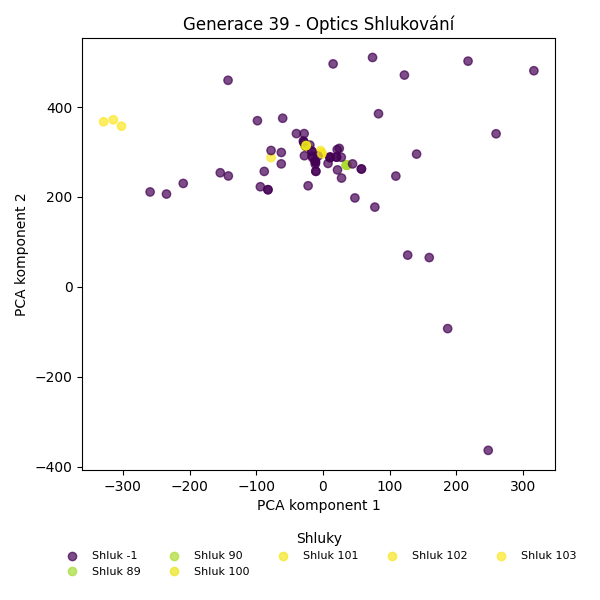 Generace 39 - Optics Shlukování
PCA komponent 2
400
200
0
−200
−400
−300
−200
−100
0
100
200
300
PCA komponent 1
Shluky
Shluk -1
Shluk 90
Shluk 101
Shluk 102
Shluk 103
Shluk 89
Shluk 100